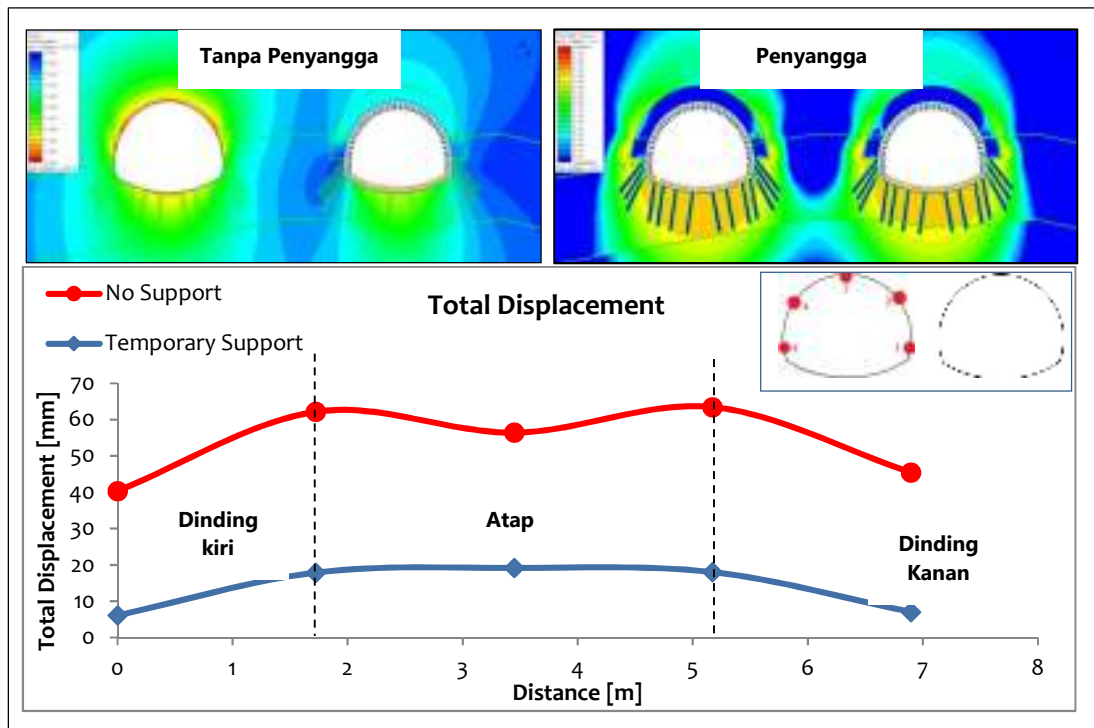 Tanpa Penyangga
Penyangga
No Support
Temporary Support
Total Displacement
Total Displacement [mm]
70
60
50
40
30
20
10
0
Dinding
kiri
Atap
Dinding
Kanan
0 1 2 3 4 5 6 7 8
Distance [m]